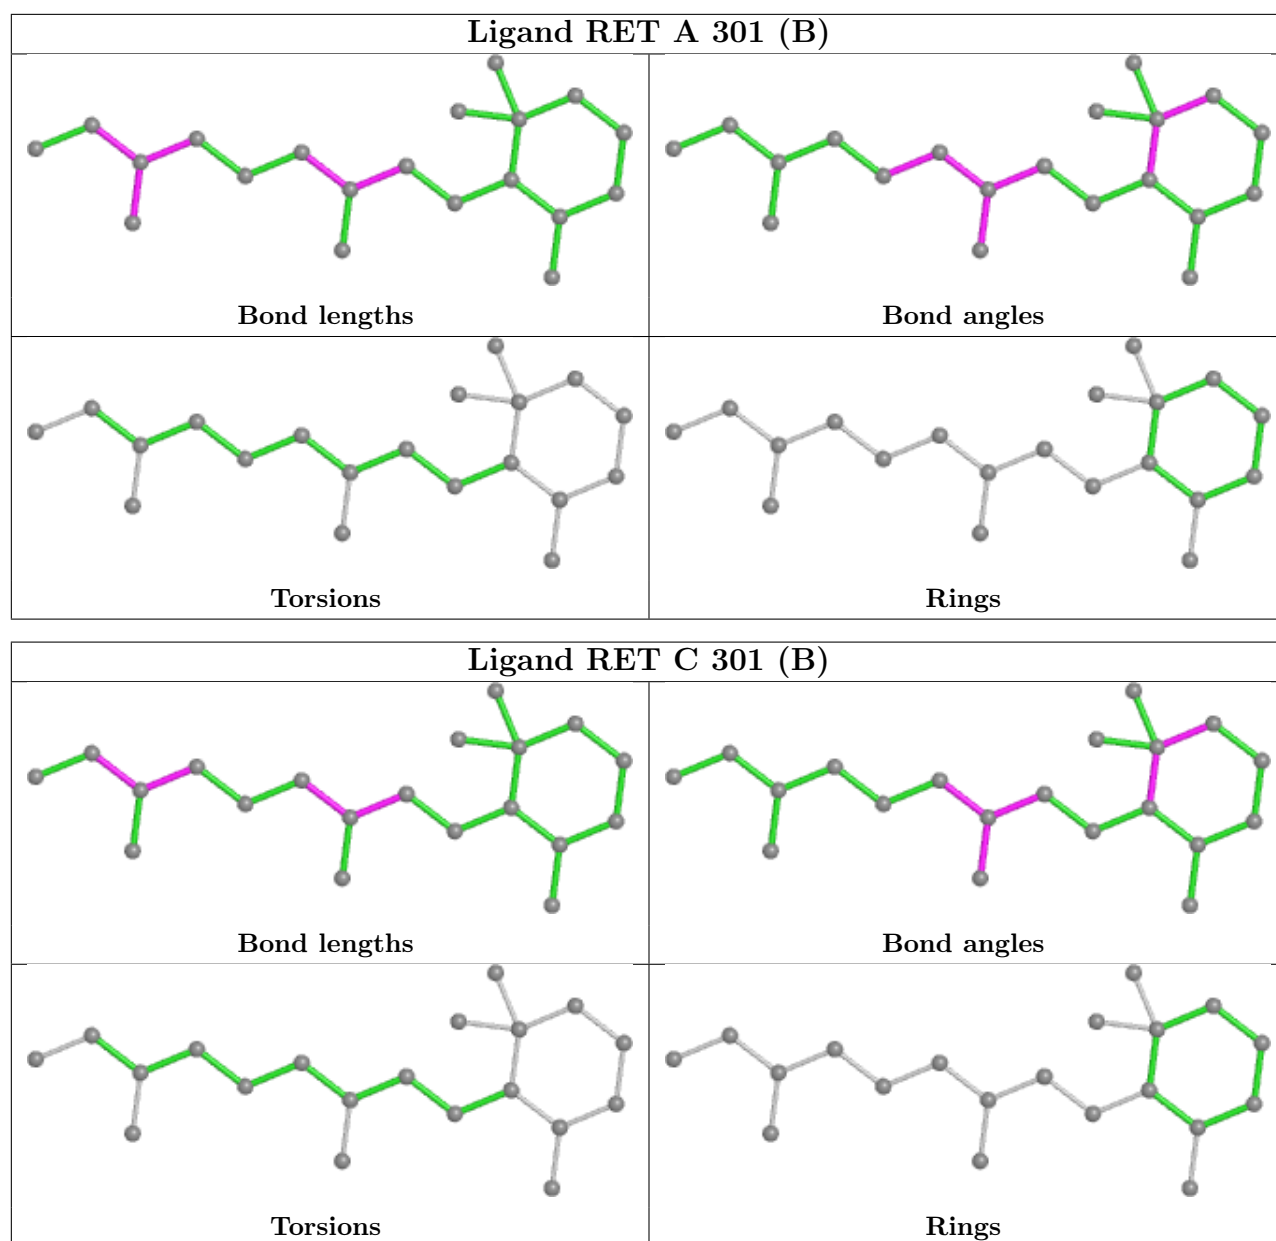 Ligand RET A 301 (B)
Bond lengths
Bond angles
Torsions
Rings
Ligand RET C 301 (B)
Bond lengths
Bond angles
Torsions
Rings